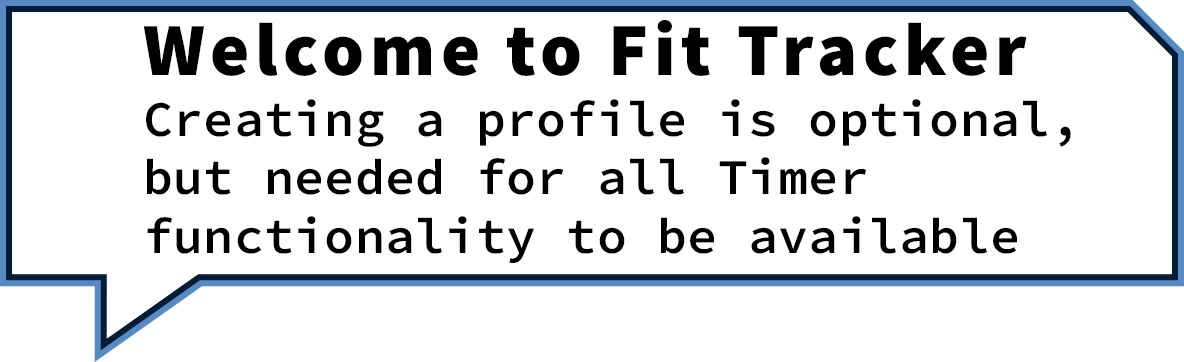 Welcome to Fit Tracker
Creating a profile is optional,
but needed for all Timer
functionality to be available